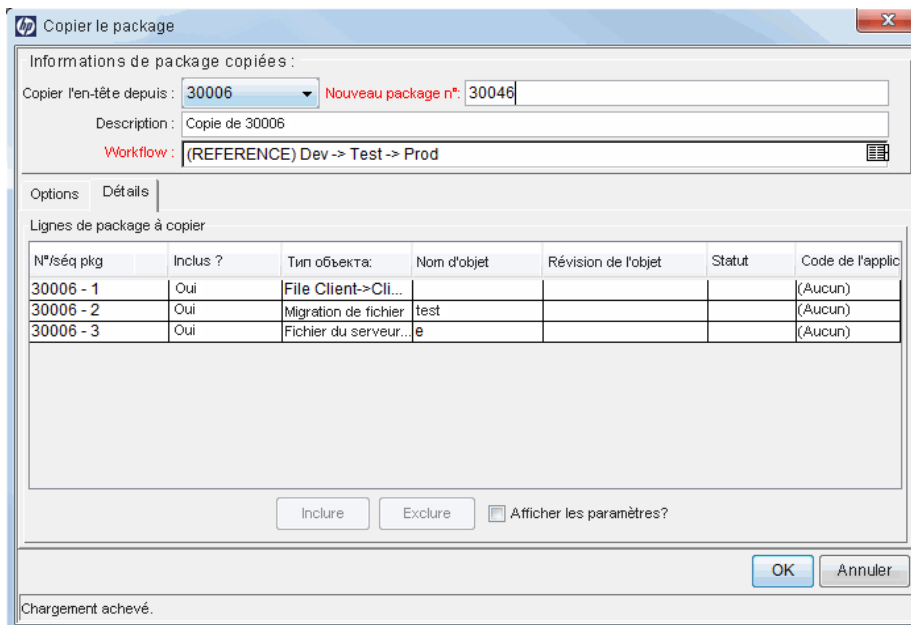 hp Copier le package
Informations de package copiées :
Copier l'en-tête depuis : 30006 Nouveau package n°: 30046
Description : Copie de 30006
Workflow : (REFERENCE) Dev -> Test -> Prod
Options Détails
Lignes de package à copier
N°/séq pkg Inclus ? Тип объекта: Nom d'objet Révision de l'objet Statut Code de l'applic
30006 - 1 Oui File Client->Cli... (Aucun)
30006 - 2 Oui Migration de fichier test (Aucun)
30006 - 3 Oui Fichier du serveur... e (Aucun)
Inclure Exclure Afficher les paramètres?
OK Annuler
Chargement achevé.